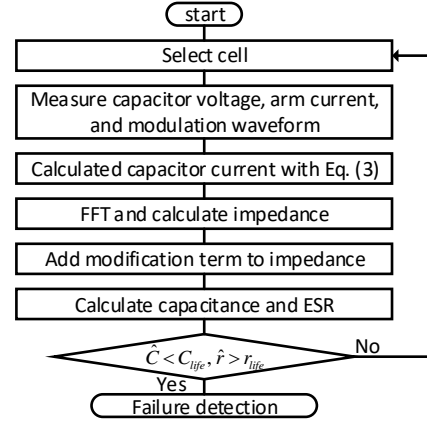 start
Select cell
Measure capacitor voltage, arm current,
and modulation waveform
Calculated capacitor current with Eq. (3)
FFT and calculate impedance
Add modification term to impedance
Calculate capacitance and ESR
Ĉ < C_life, r̂ > r_life
No
Yes
Failure detection